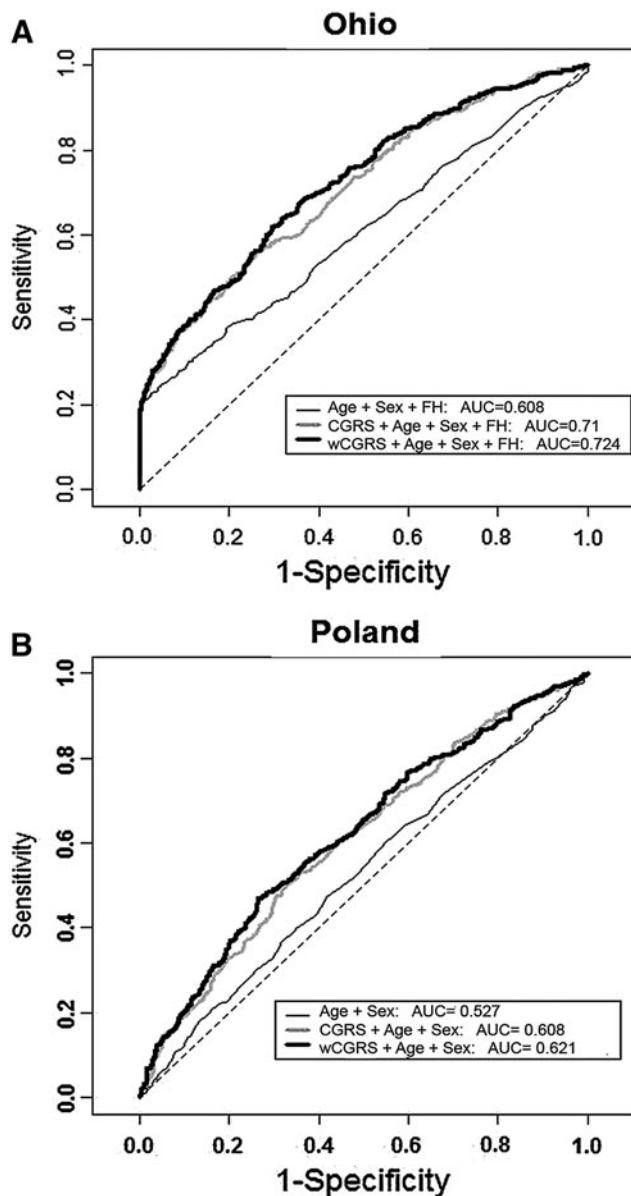 A
Ohio
Sensitivity
1.0
0.8
0.6
0.4
0.2
0.0
Age + Sex + FH: AUC=0.608
CGRS + Age + Sex + FH: AUC=0.71
wCGRS + Age + Sex + FH: AUC=0.724
0.0 0.2 0.4 0.6 0.8 1.0
1-Specificity
B
Poland
Sensitivity
1.0
0.8
0.6
0.4
0.2
0.0
Age + Sex: AUC= 0.527
CGRS + Age + Sex: AUC= 0.608
wCGRS + Age + Sex: AUC= 0.621
0.0 0.2 0.4 0.6 0.8 1.0
1-Specificity